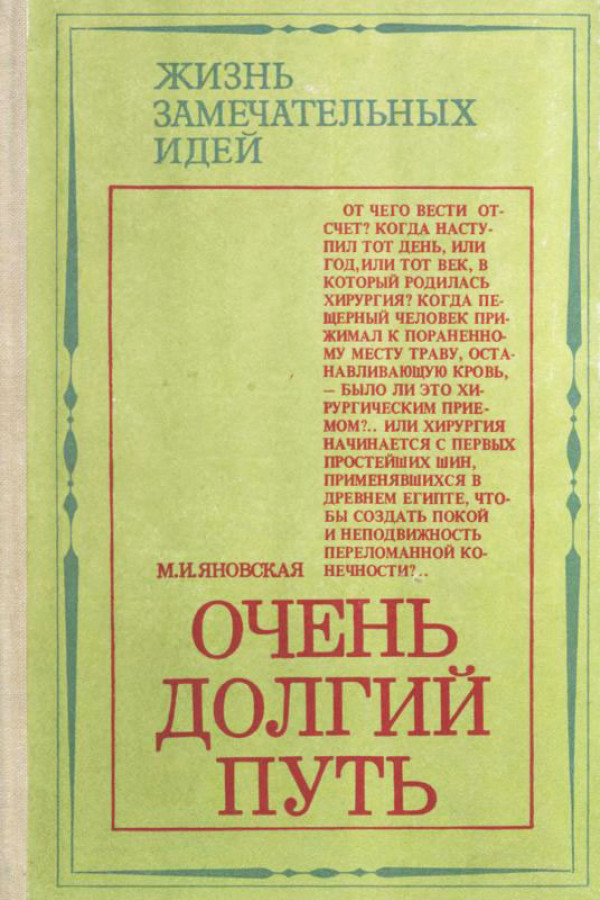 ЖИЗНЬ
ЗАМЕЧАТЕЛЬНЫХ
ИДЕЙ
ОТ ЧЕГО ВЕСТИ ОТ-
СЧЕТ? КОГДА НАСТУ-
ПИЛ ТОТ ДЕНЬ, ИЛИ
ГОД,ИЛИ ТОТ ВЕК, В
КОТОРЫЙ РОДИЛАСЬ
ХИРУРГИЯ? КОГДА ПЕ-
ЩЕРНЫЙ ЧЕЛОВЕК ПРИ-
ЖИМАЛ К ПОРАНЕННО-
МУ МЕСТУ ТРАВУ, ОСТА-
НАВЛИВАЮЩУЮ КРОВЬ,
— БЫЛО ЛИ ЭТО ХИ-
РУРГИЧЕСКИМ ПРИЕ-
МОМ?.. ИЛИ ХИРУРГИЯ
НАЧИНАЕТСЯ С ПЕРВЫХ
ПРОСТЕЙШИХ ШИН,
ПРИМЕНЯВШИХСЯ В
ДРЕВНЕМ ЕГИПТЕ, ЧТО-
БЫ СОЗДАТЬ ПОКОЙ
И НЕПОДВИЖНОСТЬ
ПЕРЕЛОМАННОЙ КО-
НЕЧНОСТИ?..
М.И.ЯНОВСКАЯ
ОЧЕНЬ
ДОЛГИЙ
ПУТЬ